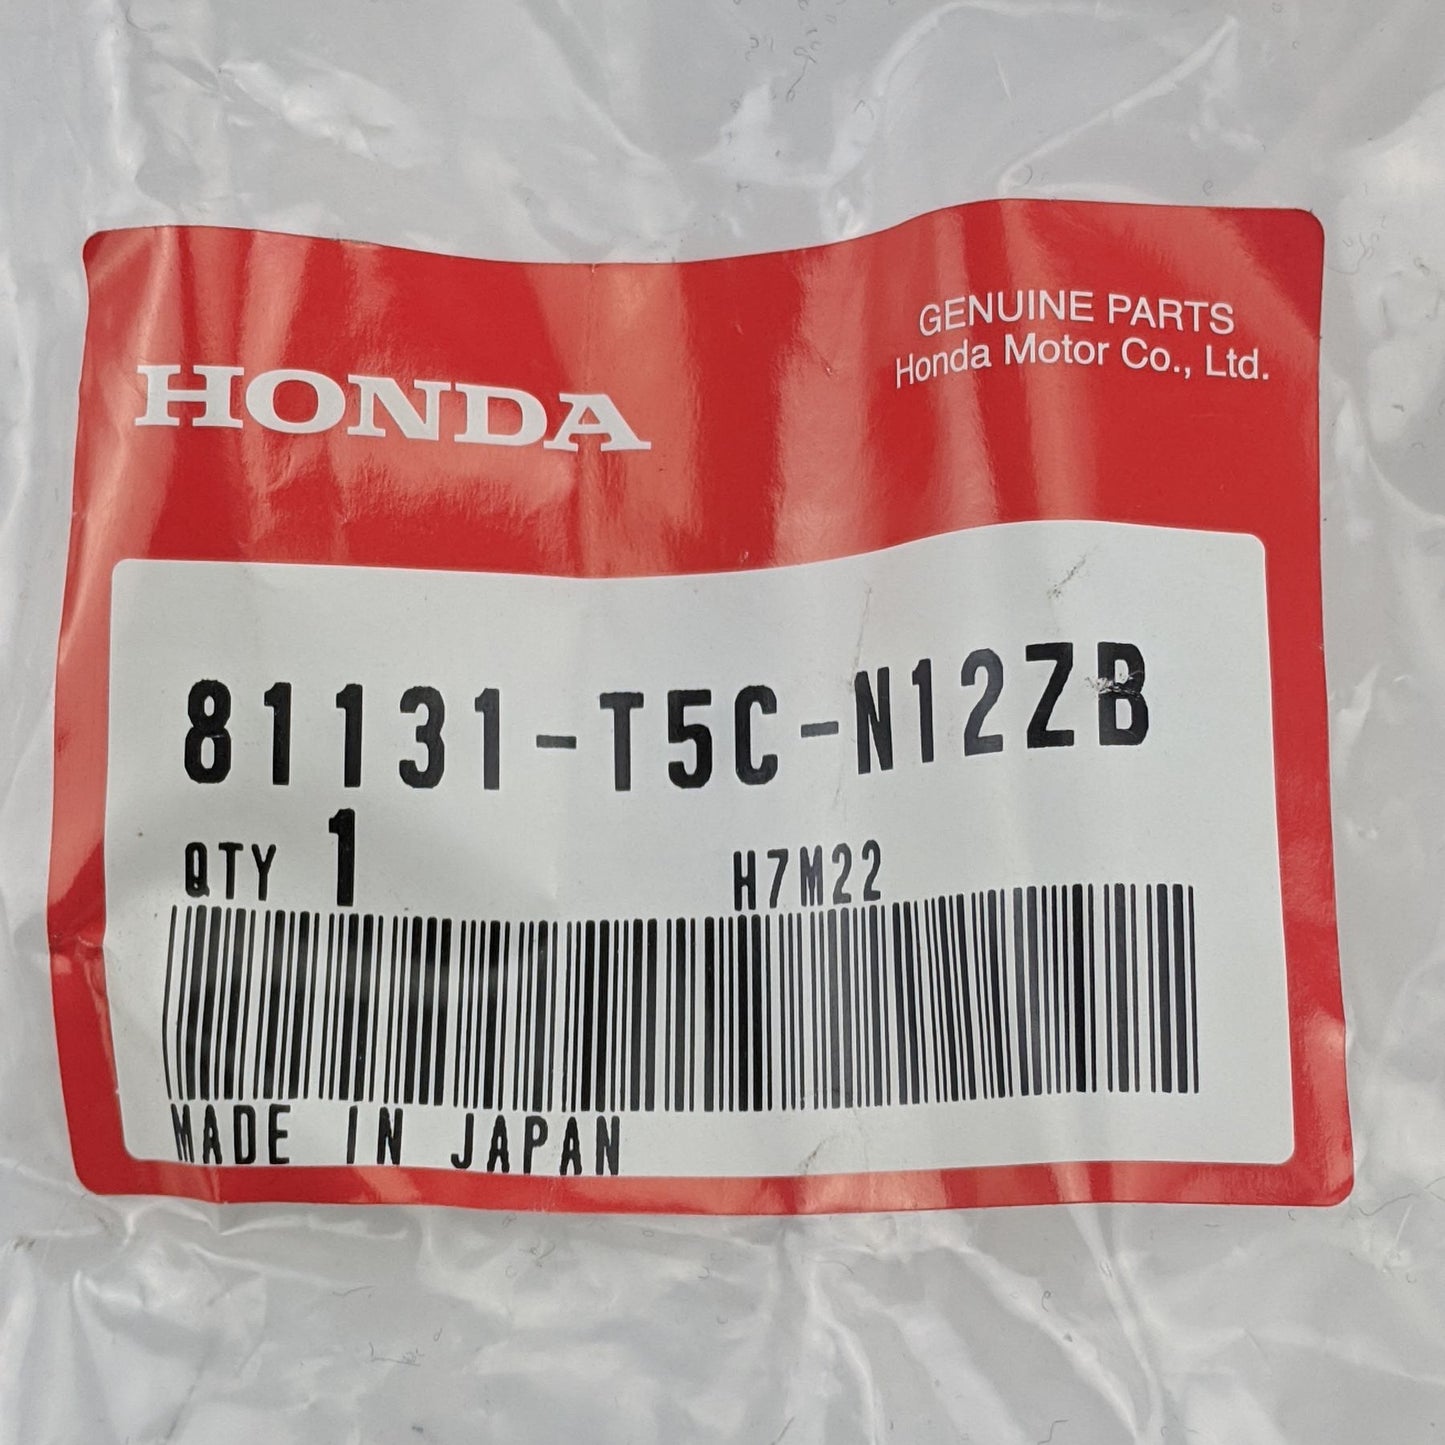 GENUINE PARTS
Honda Motor Co., Ltd.
HONDA
81131-T5C-N12ZB
QTY 1 H7M22
MADE IN JAPAN